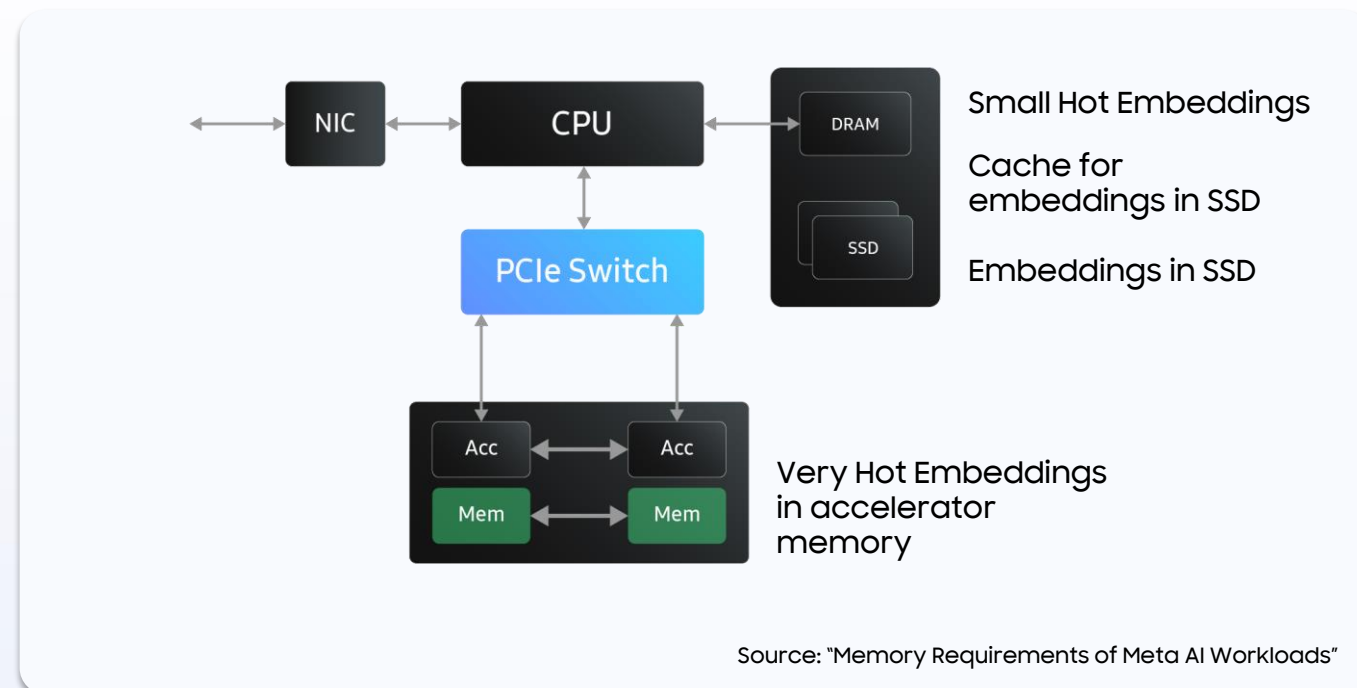 NIC
CPU
DRAM
Small Hot Embeddings
Cache for
embeddings in SSD
SSD
Embeddings in SSD
PCIe Switch
Acc
Acc
Mem
Mem
Very Hot Embeddings
in accelerator
memory
Source: “Memory Requirements of Meta AI Workloads”